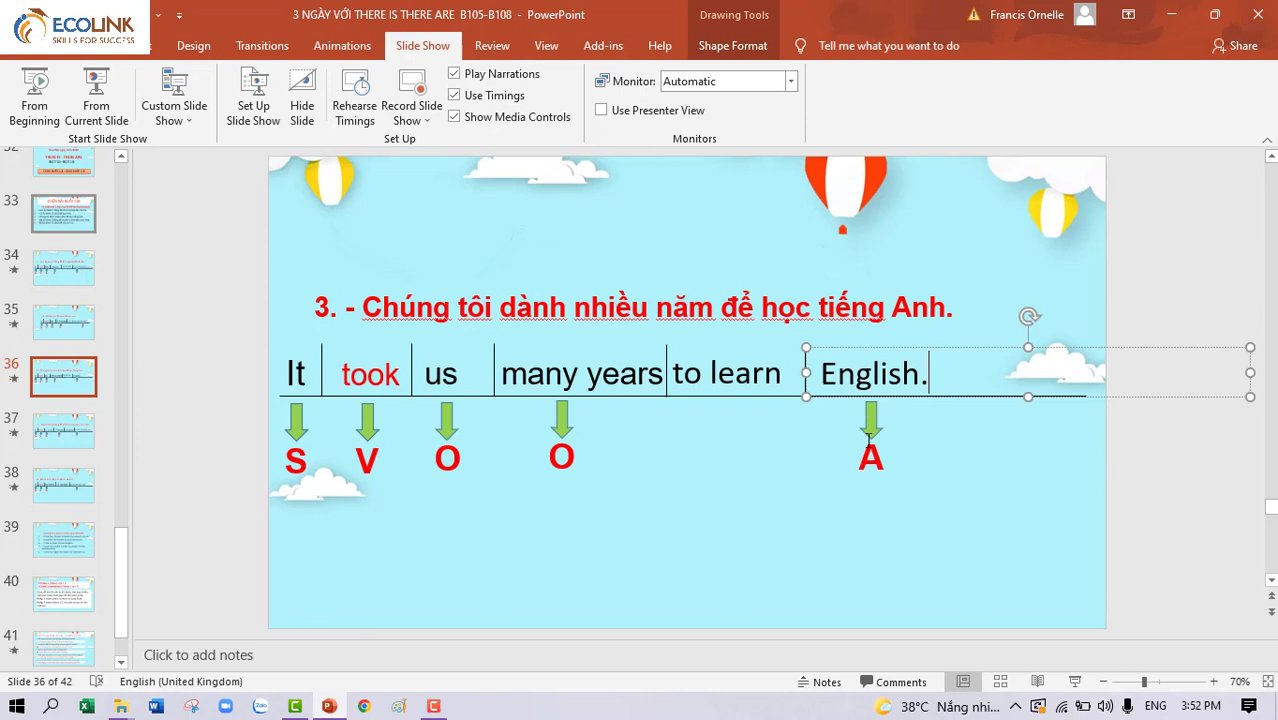 ECOLINK
SKILLS FOR SUCCESS
3 NGÀY VỚI THERE IS THERE ARE B105-B108 - PowerPoint
Drawing Tools
Francis Ornelle
Design Transitions Animations Slide Show Review View Add-ins Help Shape Format Tell me what you want to do Share
From Beginning
From Current Slide
Custom Slide Show
Start Slide Show
Set Up Slide Show
Hide Slide
Rehearse Timings
Record Slide Show
Play Narrations
Use Timings
Show Media Controls
Set Up
Monitor: Automatic
Use Presenter View
Monitors
33
34
35
36
37
38
39
40
41
3. - Chúng tôi dành nhiều năm để học tiếng Anh.
It took us many years to learn English.
S V O O A
Click to add notes
Slide 36 of 42 English (United Kingdom) Notes Comments 70%
38°C Nắng nhi... 3:52 PM